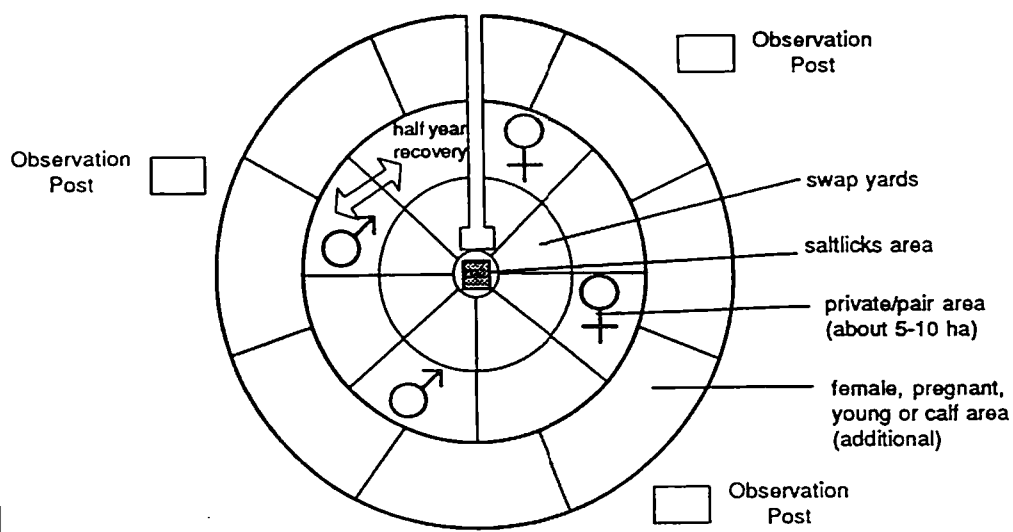 Observation
Post
half year
recovery
Observation
Post
swap yards
saltlicks area
private/pair area
(about 5-10 ha)
female, pregnant,
young or calf area
(additional)
Observation
Post